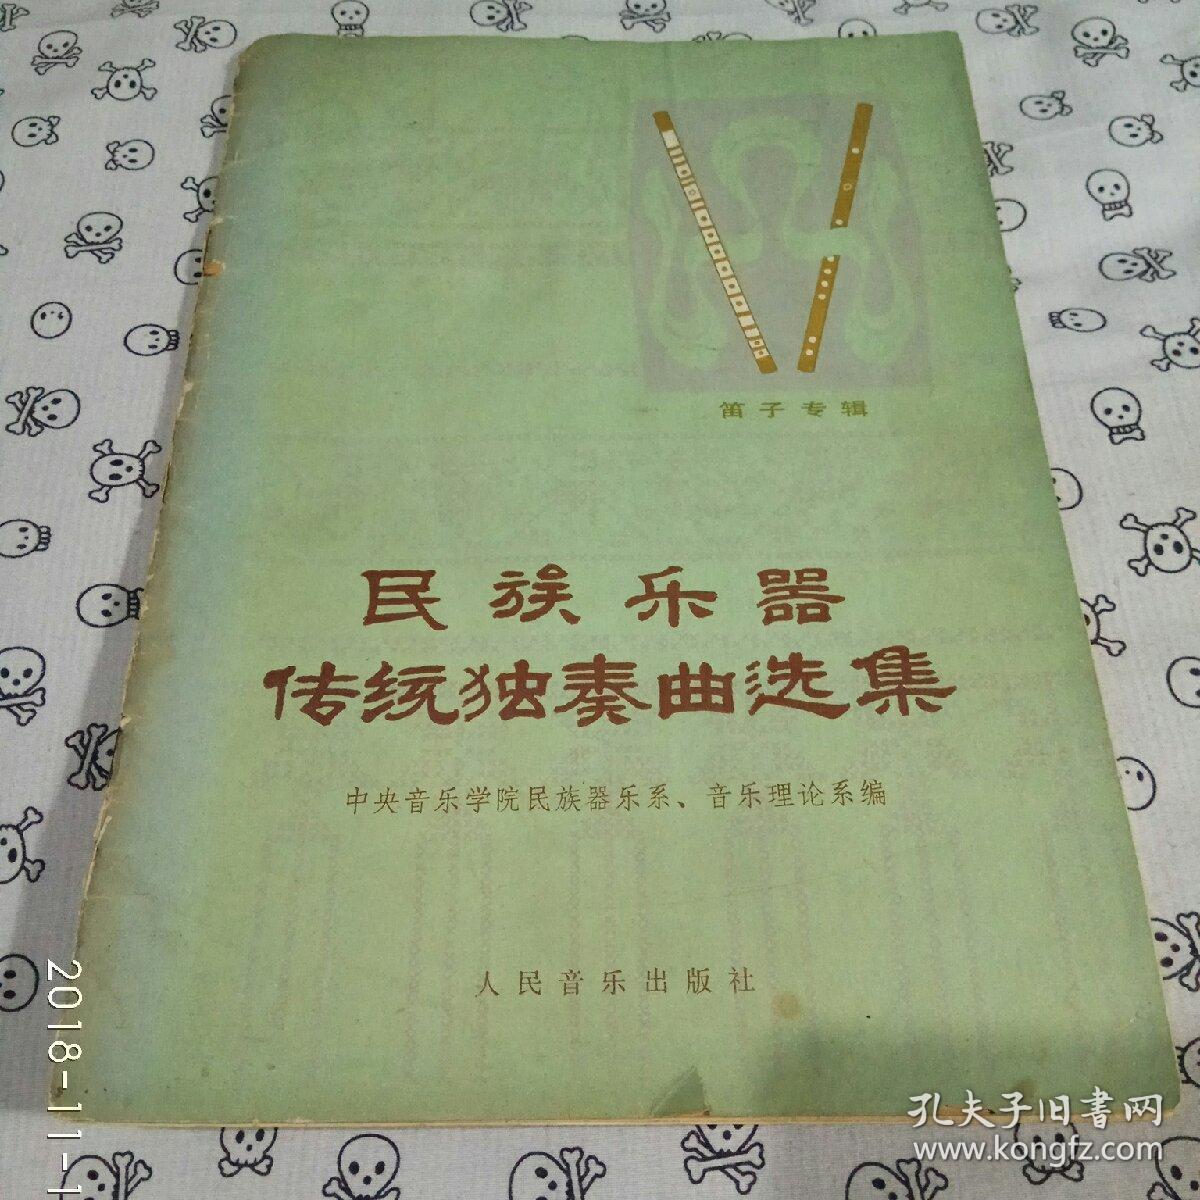 笛子专辑
民族乐器
传统独奏曲选集
中央音乐学院民族器乐系、音乐理论系编
人民音乐出版社
2018-11-1
孔夫子旧書网
www.kongfz.com